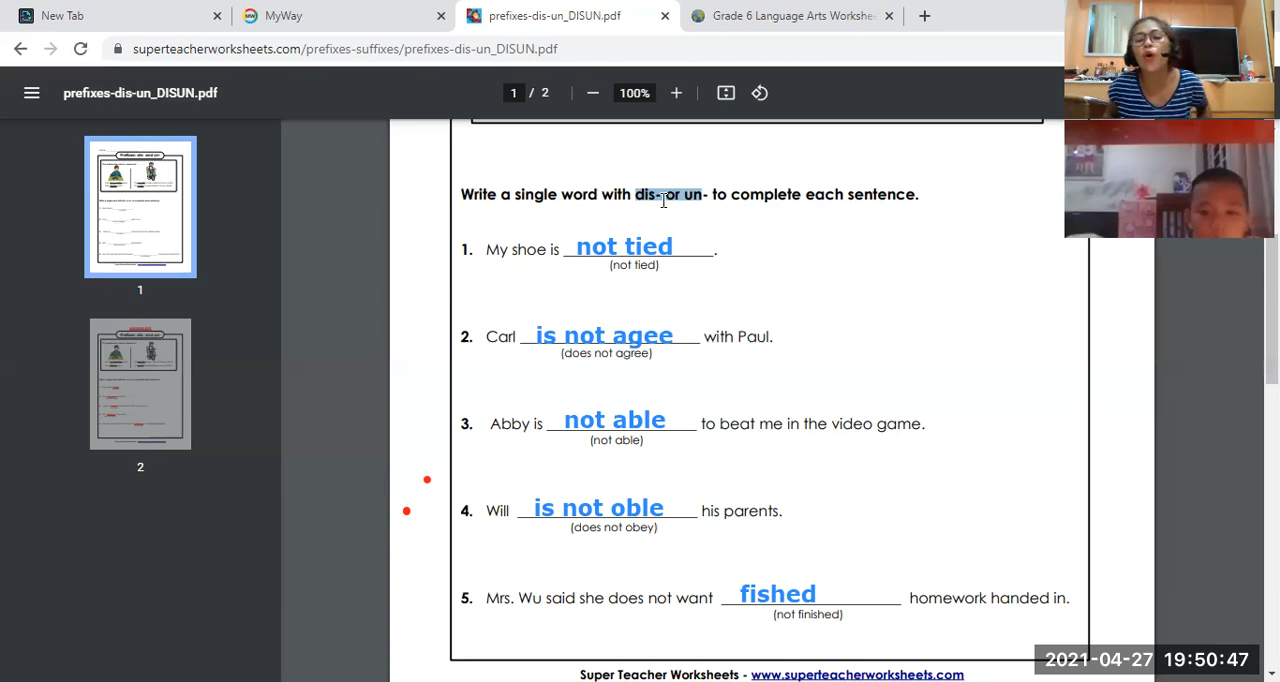 New Tab
MyWay
prefixes-dis-un_DISUN.pdf
Grade 6 Language Arts Workshe
superteacherworksheets.com/prefixes-suffixes/prefixes-dis-un_DISUN.pdf
prefixes-dis-un_DISUN.pdf
1 / 2
100%
1
2
Write a single word with dis- or un- to complete each sentence.
1. My shoe is not tied.
(not tied)
2. Carl is not agee with Paul.
(does not agree)
3. Abby is not able to beat me in the video game.
(not able)
4. Will is not oble his parents.
(does not obey)
5. Mrs. Wu said she does not want fished homework handed in.
(not finished)
Super Teacher Worksheets - www.superteacherworksheets.com
2021-04-27 19:50:47